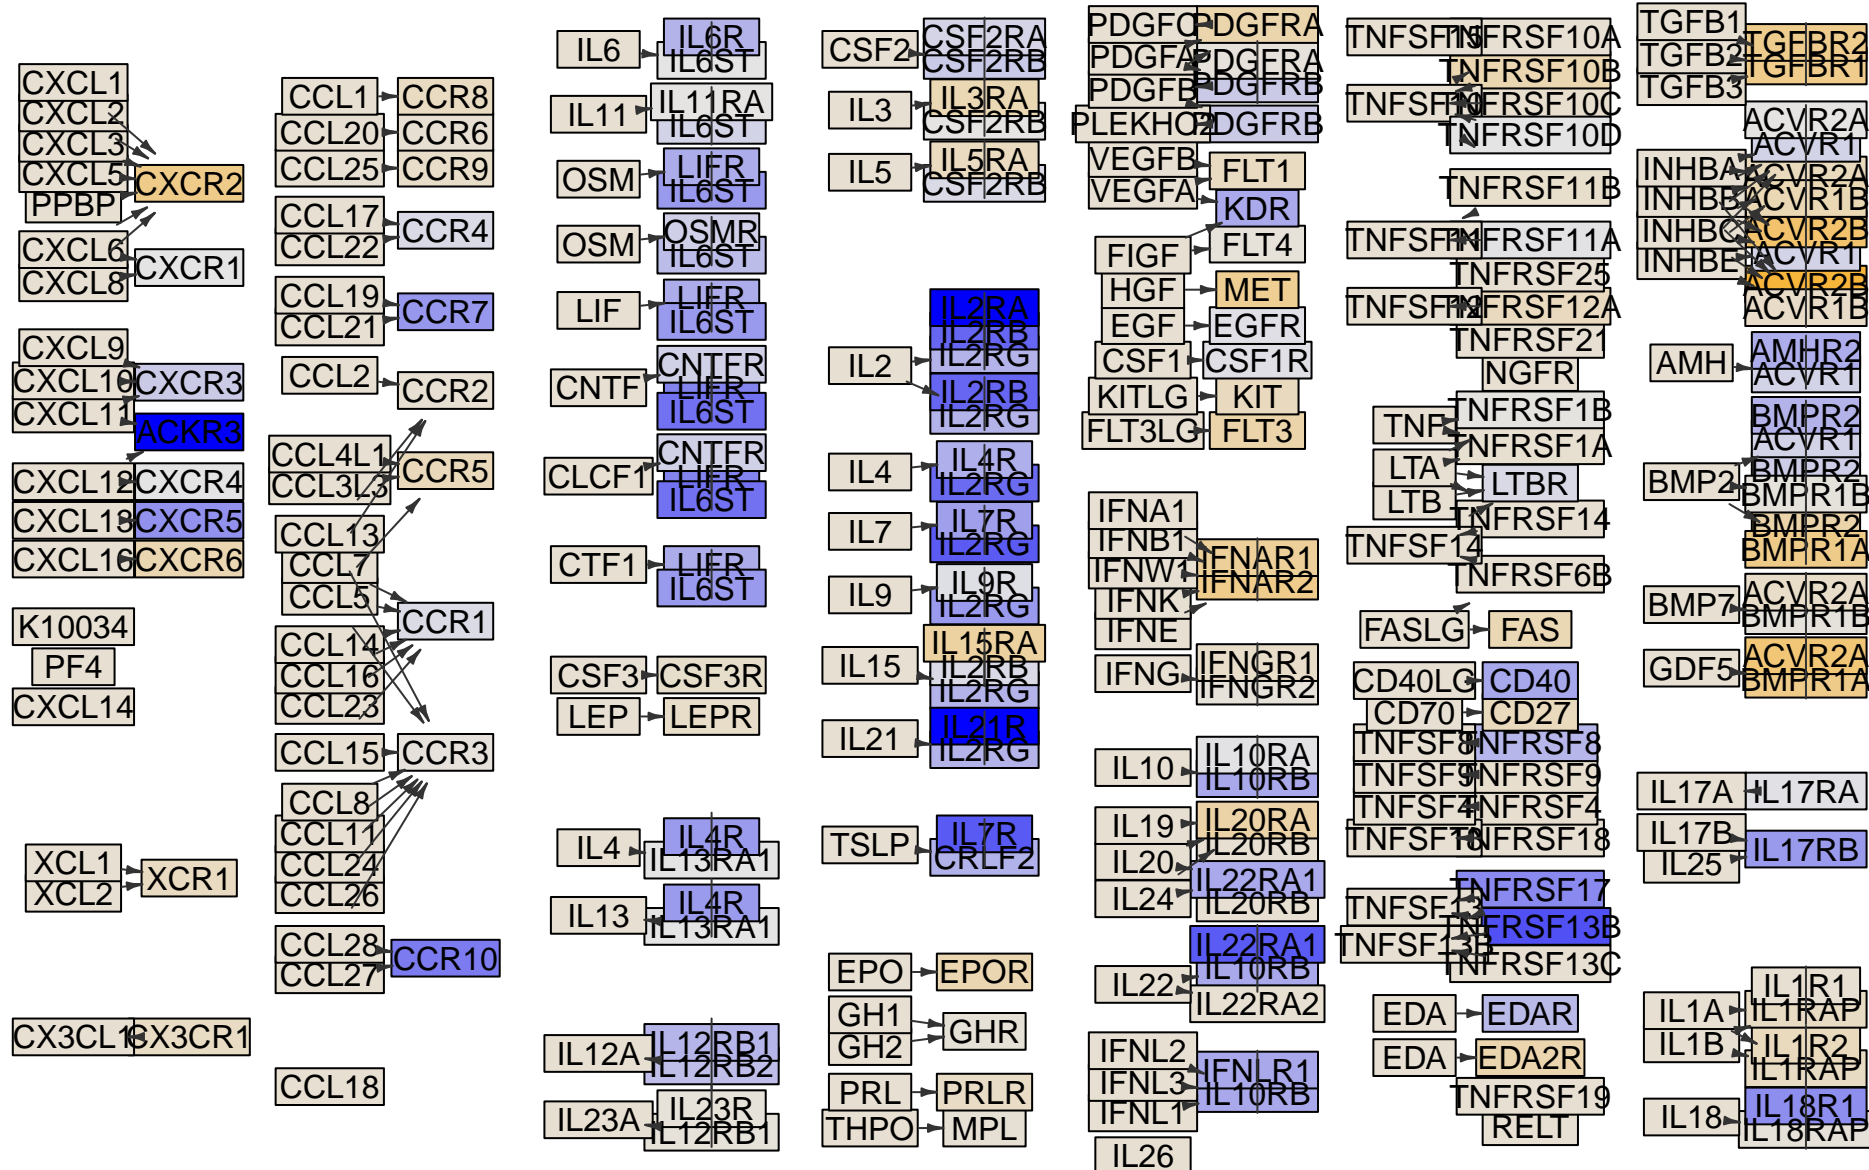 CXCL1
CXCL2
CXCL3
CXCL5
PPBP
CXCR2
CXCL6
CXCL8
CXCR1
CXCL9
CXCL10
CXCL11
CXCR3
ACKR3
CXCL12
CXCR4
CXCL13
CXCR5
CXCL16
CXCR6
K10034
PF4
CXCL14
XCL1
XCL2
XCR1
CX3CL1
CX3CR1
CCL1
CCR8
CCL20
CCR6
CCL25
CCR9
CCL17
CCL22
CCR4
CCL19
CCL21
CCR7
CCL2
CCR2
CCL4L1
CCL3L3
CCR5
CCL13
CCL7
CCL5
CCR1
CCL14
CCL16
CCL23
CCL15
CCR3
CCL8
CCL11
CCL24
CCL26
CCL28
CCL27
CCR10
CCL18
IL6
IL6R
IL6ST
IL11
IL11RA
IL6ST
OSM
LIFR
IL6ST
OSM
OSMR
IL6ST
LIF
LIFR
IL6ST
CNTF
CNTFR
LIFR
IL6ST
CLCF1
CNTFR
LIFR
IL6ST
CTF1
LIFR
IL6ST
CSF3
CSF3R
LEP
LEPR
IL4
IL4R
IL13RA1
IL13
IL4R
IL13RA1
IL12A
IL12RB1
IL12RB2
IL23A
IL23R
IL12RB1
CSF2
CSF2RA
CSF2RB
IL3
IL3RA
CSF2RB
IL5
IL5RA
CSF2RB
IL2
IL2RA
IL2RB
IL2RG
IL2RB
IL2RG
IL4
IL4R
IL2RG
IL7
IL7R
IL2RG
IL9
IL9R
IL2RG
IL15
IL15RA
IL2RB
IL2RG
IL21
IL21R
IL2RG
TSLP
IL7R
CRLF2
EPO
EPOR
GH1
GH2
GHR
PRL
PRLR
THPO
MPL
PDGFC
PDGFRA
PDGFA
PDGFRA
PDGFB
PDGFRB
PLEKHO2
PDGFRB
VEGFB
VEGFA
FLT1
KDR
FIGF
FLT4
HGF
MET
EGF
EGFR
CSF1
CSF1R
KITLG
KIT
FLT3LG
FLT3
IFNA1
IFNB1
IFNW1
IFNK
IFNE
IFNAR1
IFNAR2
IFNG
IFNGR1
IFNGR2
IL10
IL10RA
IL10RB
IL19
IL20
IL24
IL20RA
IL20RB
IL22RA1
IL20RB
IL22
IL22RA1
IL10RB
IL22RA2
IFNL2
IFNL3
IFNL1
IFNLR1
IL10RB
IL26
TNFSF15
TNFRSF10A
TNFRSF10B
TNFSF10
TNFRSF10C
TNFRSF10D
TNFRSF11B
TNFSF11
TNFRSF11A
TNFRSF25
TNFSF12
TNFRSF12A
TNFRSF21
NGFR
TNF
TNFRSF1B
TNFRSF1A
LTA
LTB
LTBR
TNFRSF14
TNFSF14
TNFRSF6B
FASLG
FAS
CD40LG
CD40
CD70
CD27
TNFSF8
TNFRSF8
TNFSF9
TNFRSF9
TNFSF4
TNFRSF4
TNFSF18
TNFRSF18
TNFRSF17
TNFSF13
TNFRSF13B
TNFSF13B
TNFRSF13C
EDA
EDAR
EDA
EDA2R
TNFRSF19
RELT
TGFB1
TGFB2
TGFB3
TGFBR2
TGFBR1
ACVR2A
ACVR1
INHBA
INHBB
INHBC
INHBE
ACVR2A
ACVR1B
ACVR2B
ACVR1
ACVR2B
ACVR1B
AMH
AMHR2
ACVR1
BMP2
BMPR2
ACVR1
BMPR2
BMPR1B
BMPR2
BMPR1A
BMP7
ACVR2A
BMPR1B
GDF5
ACVR2A
BMPR1A
IL17A
IL17RA
IL17B
IL25
IL17RB
IL1A
IL1B
IL1R1
IL1RAP
IL1R2
IL1RAP
IL18
IL18R1
IL18RAP